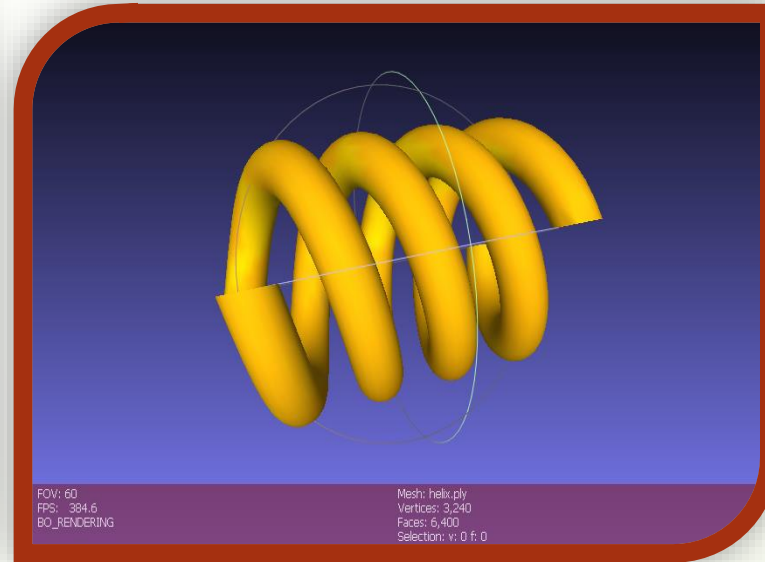 FOV: 60
FPS: 384.6
BO_RENDERING
Mesh: helix.ply
Vertices: 3,240
Faces: 6,400
Selection: v: 0 f: 0